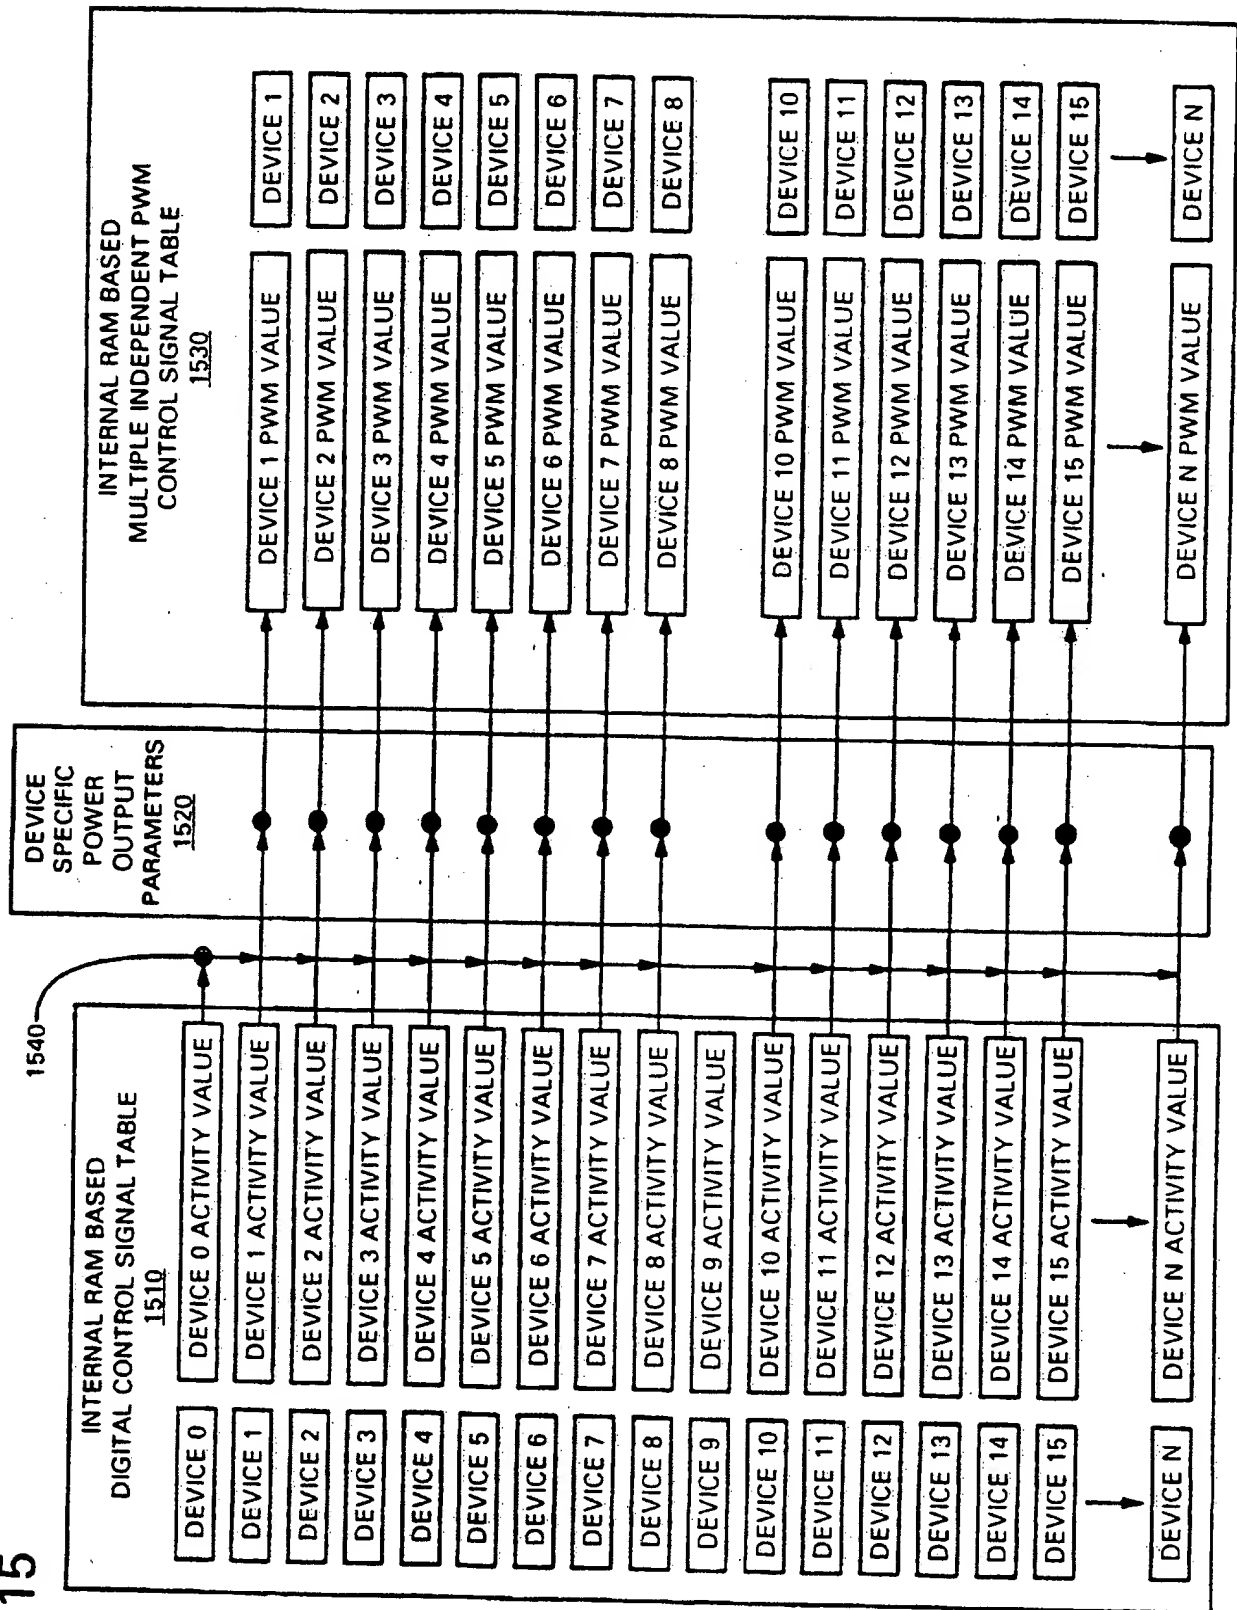 15
INTERNAL RAM BASED
DIGITAL CONTROL SIGNAL TABLE
1510
DEVICE 0
DEVICE 0 ACTIVITY VALUE
DEVICE 1
DEVICE 1 ACTIVITY VALUE
DEVICE 2
DEVICE 2 ACTIVITY VALUE
DEVICE 3
DEVICE 3 ACTIVITY VALUE
DEVICE 4
DEVICE 4 ACTIVITY VALUE
DEVICE 5
DEVICE 5 ACTIVITY VALUE
DEVICE 6
DEVICE 6 ACTIVITY VALUE
DEVICE 7
DEVICE 7 ACTIVITY VALUE
DEVICE 8
DEVICE 8 ACTIVITY VALUE
DEVICE 9
DEVICE 9 ACTIVITY VALUE
DEVICE 10
DEVICE 10 ACTIVITY VALUE
DEVICE 11
DEVICE 11 ACTIVITY VALUE
DEVICE 12
DEVICE 12 ACTIVITY VALUE
DEVICE 13
DEVICE 13 ACTIVITY VALUE
DEVICE 14
DEVICE 14 ACTIVITY VALUE
DEVICE 15
DEVICE 15 ACTIVITY VALUE
DEVICE N
DEVICE N ACTIVITY VALUE
1540
DEVICE
SPECIFIC
POWER
OUTPUT
PARAMETERS
1520
INTERNAL RAM BASED
MULTIPLE INDEPENDENT PWM
CONTROL SIGNAL TABLE
1530
DEVICE 1 PWM VALUE
DEVICE 1
DEVICE 2 PWM VALUE
DEVICE 2
DEVICE 3 PWM VALUE
DEVICE 3
DEVICE 4 PWM VALUE
DEVICE 4
DEVICE 5 PWM VALUE
DEVICE 5
DEVICE 6 PWM VALUE
DEVICE 6
DEVICE 7 PWM VALUE
DEVICE 7
DEVICE 8 PWM VALUE
DEVICE 8
DEVICE 10 PWM VALUE
DEVICE 10
DEVICE 11 PWM VALUE
DEVICE 11
DEVICE 12 PWM VALUE
DEVICE 12
DEVICE 13 PWM VALUE
DEVICE 13
DEVICE 14 PWM VALUE
DEVICE 14
DEVICE 15 PWM VALUE
DEVICE 15
DEVICE N PWM VALUE
DEVICE N